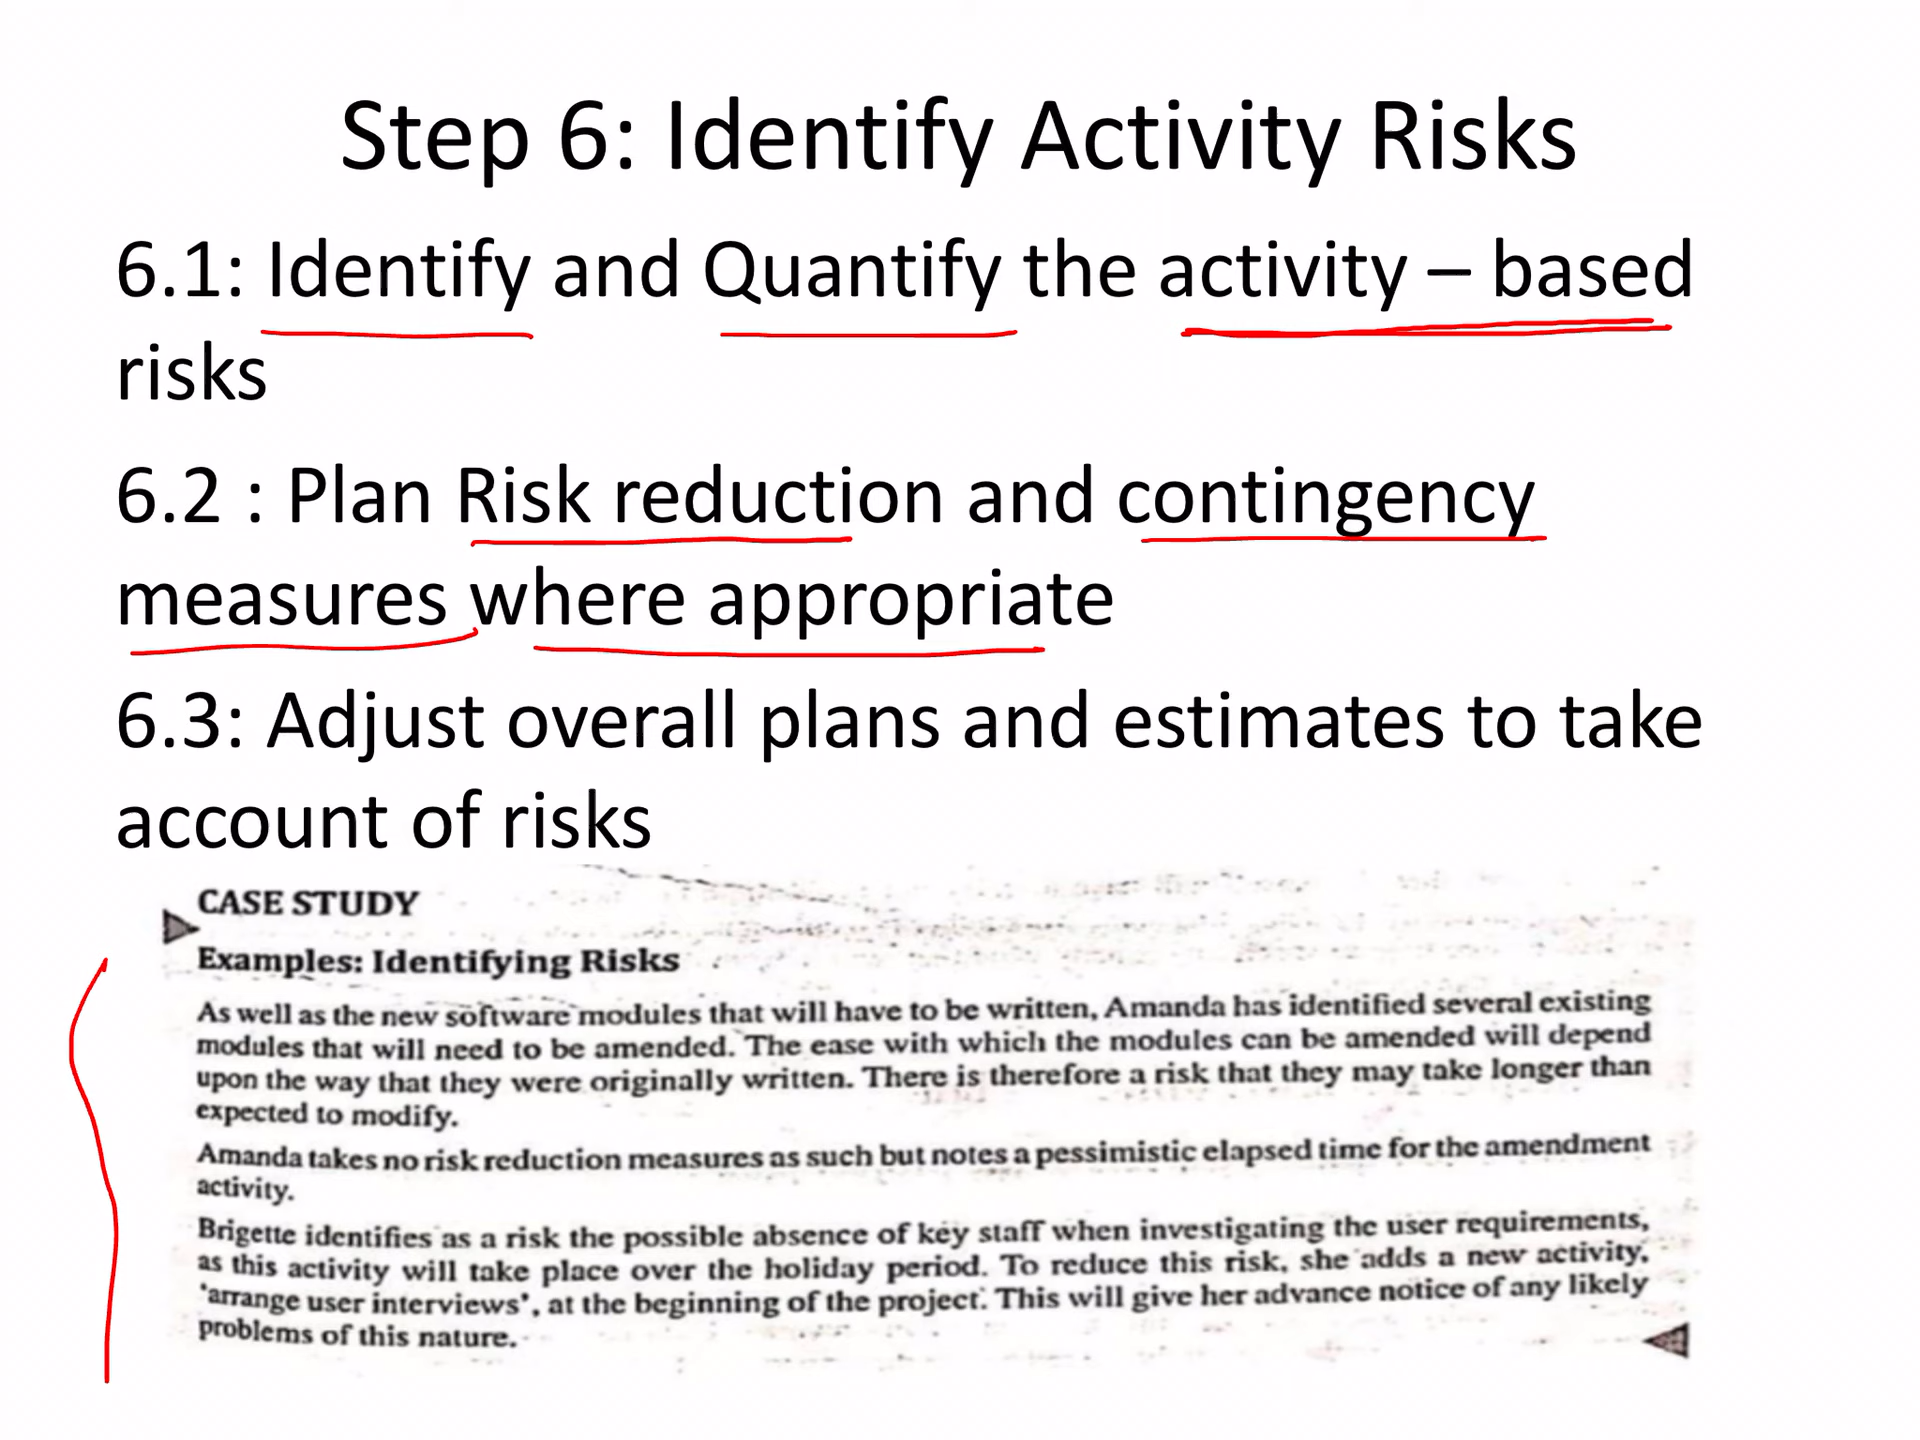 Step 6: Identify Activity Risks
6.1: Identify and Quantify the activity – based
risks
6.2 : Plan Risk reduction and contingency
measures where appropriate
6.3: Adjust overall plans and estimates to take
account of risks
CASE STUDY
Examples: Identifying Risks
As well as the new software modules that will have to be written, Amanda has identified several existing
modules that will need to be amended. The ease with which the modules can be amended will depend
upon the way that they were originally written. There is therefore a risk that they may take longer than
expected to modify.
Amanda takes no risk reduction measures as such but notes a pessimistic elapsed time for the amendment
activity.
Brigette identifies as a risk the possible absence of key staff when investigating the user requirements,
as this activity will take place over the holiday period. To reduce this risk, she adds a new activity,
'arrange user interviews', at the beginning of the project. This will give her advance notice of any likely
problems of this nature.